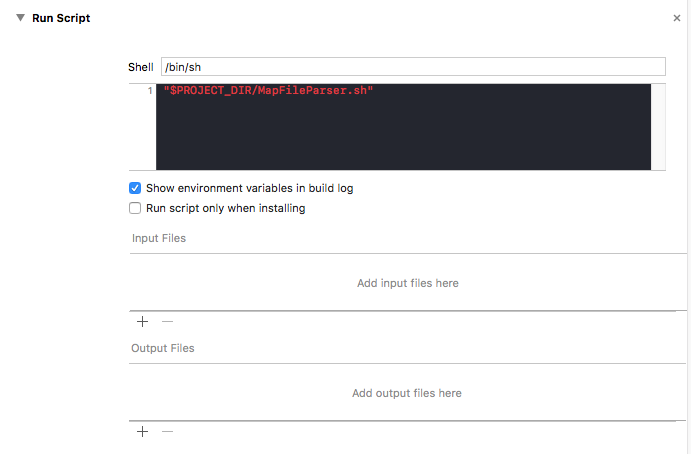 Run Script
Shell /bin/sh
1 "$PROJECT_DIR/MapFileParser.sh"
Show environment variables in build log
Run script only when installing
Input Files
Add input files here
Output Files
Add output files here